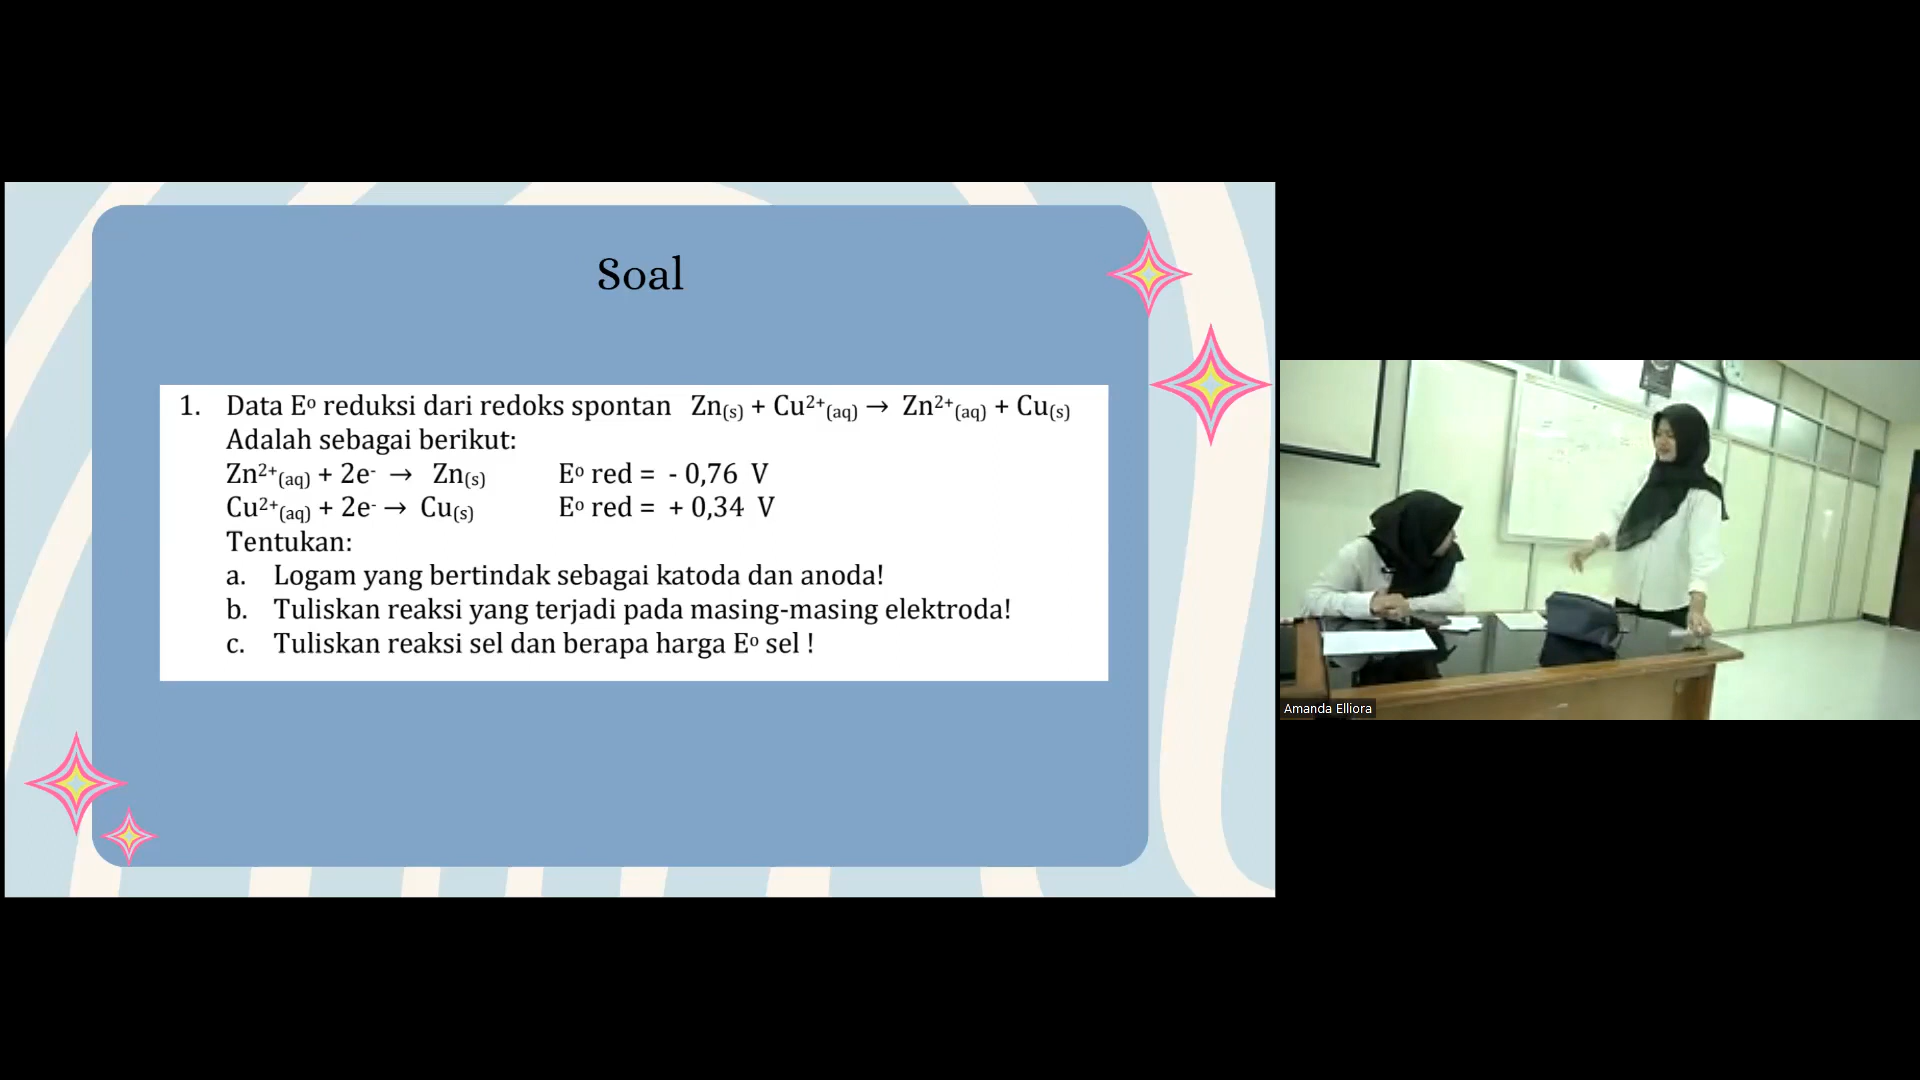 Soal
1. Data Eº reduksi dari redoks spontan Zn(s) + Cu²⁺(aq) → Zn²⁺(aq) + Cu(s)
Adalah sebagai berikut:
Zn²⁺(aq) + 2e⁻ → Zn(s) Eº red = - 0,76 V
Cu²⁺(aq) + 2e⁻ → Cu(s) Eº red = + 0,34 V
Tentukan:
a. Logam yang bertindak sebagai katoda dan anoda!
b. Tuliskan reaksi yang terjadi pada masing-masing elektroda!
c. Tuliskan reaksi sel dan berapa harga Eº sel !
Amanda Elliora